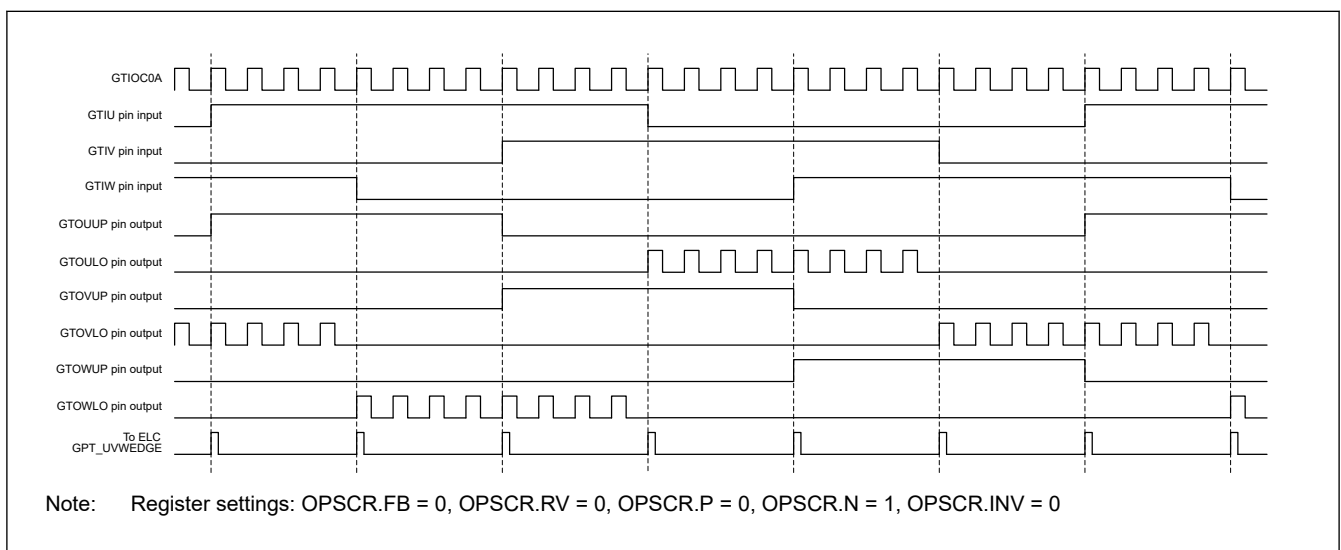 GTIOC0A
GTIU pin input
GTIV pin input
GTIW pin input
GTOUUP pin output
GTOULO pin output
GTOVUP pin output
GTOVLO pin output
GTOWUP pin output
GTOWLO pin output
To ELC
GPT_UVWEDGE
Note: Register settings: OPSCR.FB = 0, OPSCR.RV = 0, OPSCR.P = 0, OPSCR.N = 1, OPSCR.INV = 0